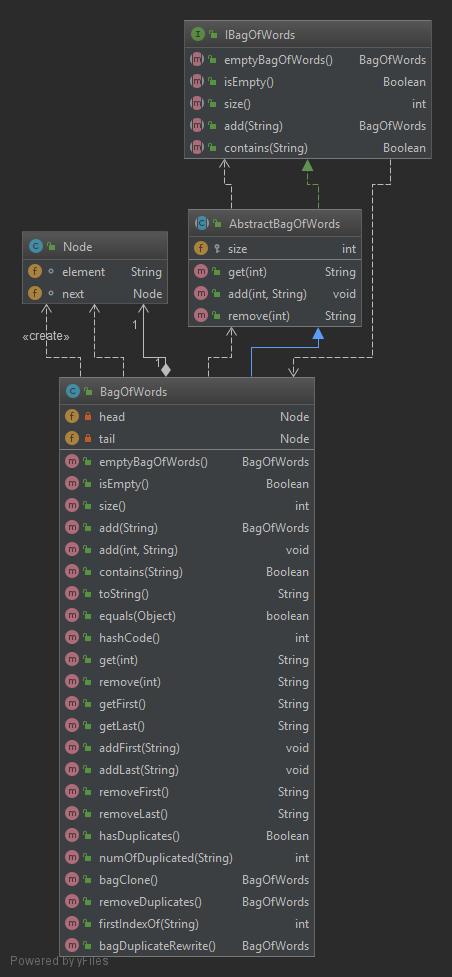 IBagOfWords
emptyBagOfWords() BagOfWords
isEmpty() Boolean
size() int
add(String) BagOfWords
contains(String) Boolean
AbstractBagOfWords
size int
get(int) String
add(int, String) void
remove(int) String
Node
element String
next Node
«create»
1
1
BagOfWords
head Node
tail Node
emptyBagOfWords() BagOfWords
isEmpty() Boolean
size() int
add(String) BagOfWords
add(int, String) void
contains(String) Boolean
toString() String
equals(Object) boolean
hashCode() int
get(int) String
remove(int) String
getFirst() String
getLast() String
addFirst(String) void
addLast(String) void
removeFirst() String
removeLast() String
hasDuplicates() Boolean
numOfDuplicated(String) int
bagClone() BagOfWords
removeDuplicates() BagOfWords
firstIndexOf(String) int
bagDuplicateRewrite() BagOfWords
Powered by yFiles